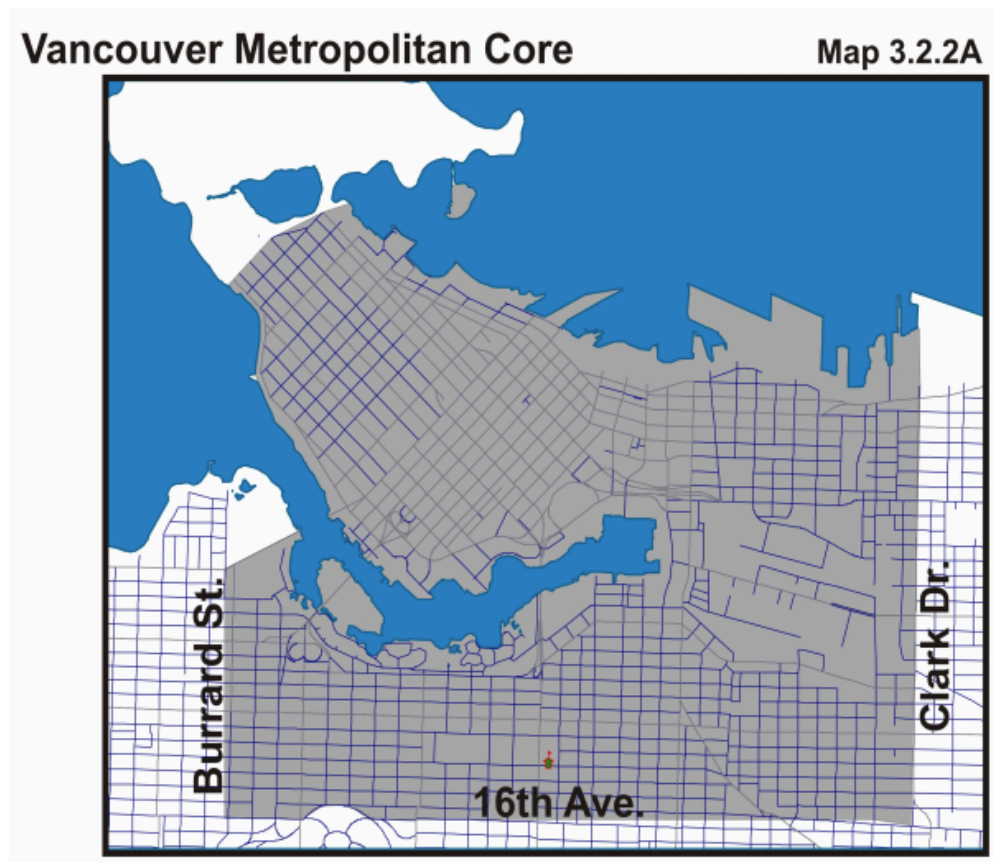 Vancouver Metropolitan Core
Map 3.2.2A
Burrard St.
Clark Dr.
16th Ave.